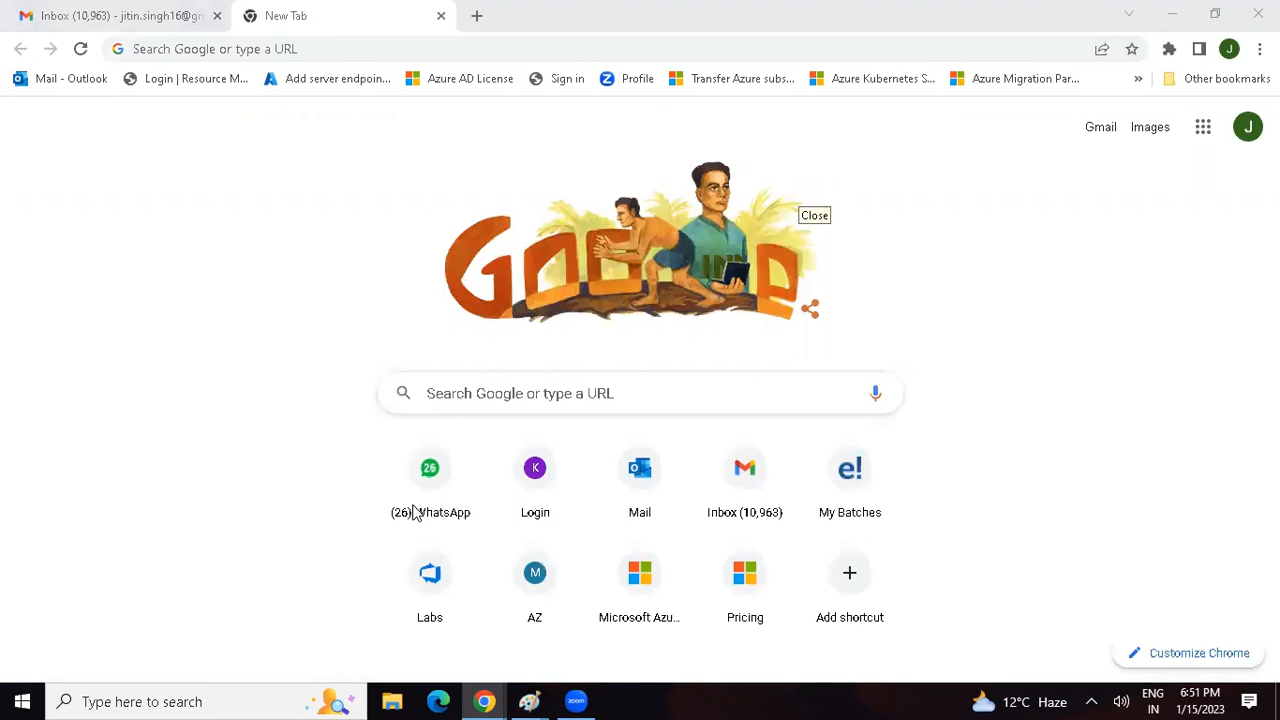 Inbox (10,963) - jitin.singh16@gm
New Tab
Search Google or type a URL
J
Mail - Outlook
Login | Resource M...
Add server endpoin...
Azure AD License
Sign in
Profile
Transfer Azure subs...
Azure Kubernetes S...
Azure Migration Par...
Other bookmarks
Gmail
Images
J
Close
Google
Search Google or type a URL
26
K
e!
(26) WhatsApp
Login
Mail
Inbox (10,963)
My Batches
M
Labs
AZ
Microsoft Azu...
Pricing
Add shortcut
Customize Chrome
Type here to search
zoom
12°C Haze
ENG
IN
6:51 PM
1/15/2023